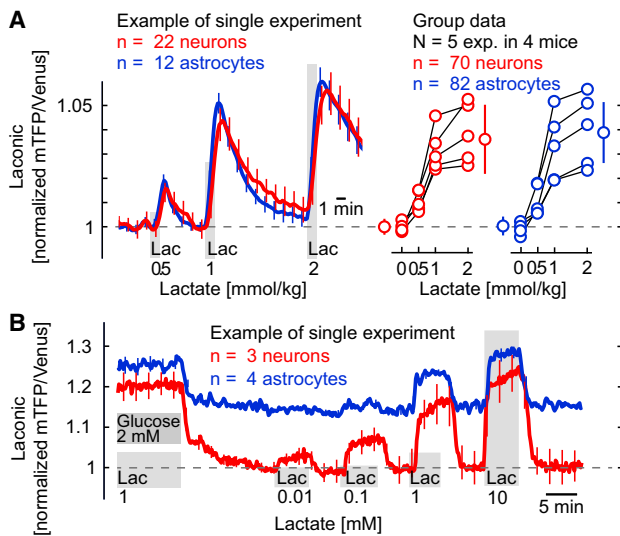 A
Example of single experiment
n = 22 neurons
n = 12 astrocytes
Group data
N = 5 exp. in 4 mice
n = 70 neurons
n = 82 astrocytes
Laconic
[normalized mTFP/Venus]
1.05
1
1 min
Lac Lac Lac
0.5 1 2
Lactate [mmol/kg]
0 0.5 1 2
0 0.5 1 2
Lactate [mmol/kg]
B
Example of single experiment
n = 3 neurons
n = 4 astrocytes
Laconic
[normalized mTFP/Venus]
1.3
1.2
1.1
1
Glucose
2 mM
Lac Lac Lac Lac Lac
1 0.01 0.1 1 10
5 min
Lactate [mM]